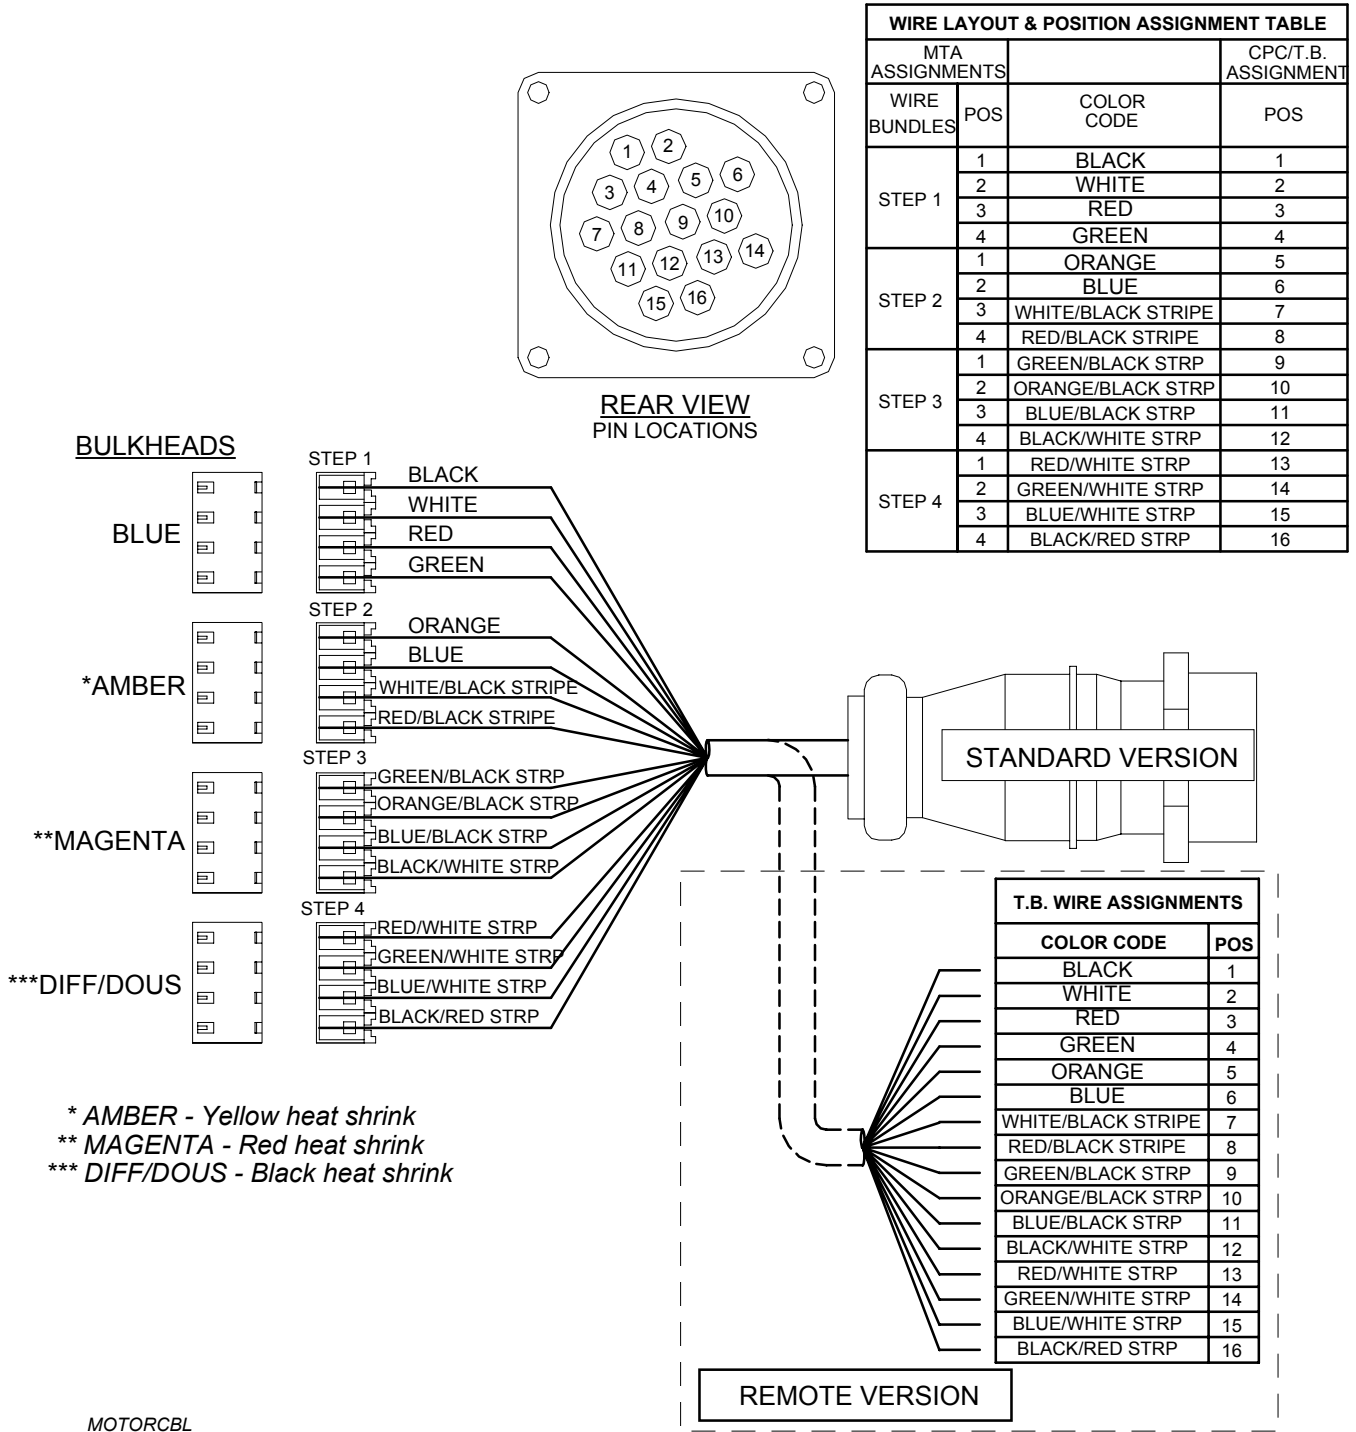 WIRE LAYOUT & POSITION ASSIGNMENT TABLE
MTA ASSIGNMENTS CPC/T.B. ASSIGNMENT
WIRE BUNDLES POS COLOR CODE POS
STEP 1
1 BLACK 1
2 WHITE 2
3 RED 3
4 GREEN 4
STEP 2
1 ORANGE 5
2 BLUE 6
3 WHITE/BLACK STRIPE 7
4 RED/BLACK STRIPE 8
STEP 3
1 GREEN/BLACK STRP 9
2 ORANGE/BLACK STRP 10
3 BLUE/BLACK STRP 11
4 BLACK/WHITE STRP 12
STEP 4
1 RED/WHITE STRP 13
2 GREEN/WHITE STRP 14
3 BLUE/WHITE STRP 15
4 BLACK/RED STRP 16
1 2
3 4 5 6
7 8 9 10
11 12 13 14
15 16
REAR VIEW
PIN LOCATIONS
BULKHEADS
BLUE
*AMBER
**MAGENTA
***DIFF/DOUS
STEP 1
BLACK
WHITE
RED
GREEN
STEP 2
ORANGE
BLUE
WHITE/BLACK STRIPE
RED/BLACK STRIPE
STEP 3
GREEN/BLACK STRP
ORANGE/BLACK STRP
BLUE/BLACK STRP
BLACK/WHITE STRP
STEP 4
RED/WHITE STRP
GREEN/WHITE STRP
BLUE/WHITE STRP
BLACK/RED STRP
STANDARD VERSION
* AMBER - Yellow heat shrink
** MAGENTA - Red heat shrink
*** DIFF/DOUS - Black heat shrink
T.B. WIRE ASSIGNMENTS
COLOR CODE POS
BLACK 1
WHITE 2
RED 3
GREEN 4
ORANGE 5
BLUE 6
WHITE/BLACK STRIPE 7
RED/BLACK STRIPE 8
GREEN/BLACK STRP 9
ORANGE/BLACK STRP 10
BLUE/BLACK STRP 11
BLACK/WHITE STRP 12
RED/WHITE STRP 13
GREEN/WHITE STRP 14
BLUE/WHITE STRP 15
BLACK/RED STRP 16
REMOTE VERSION
MOTORCBL